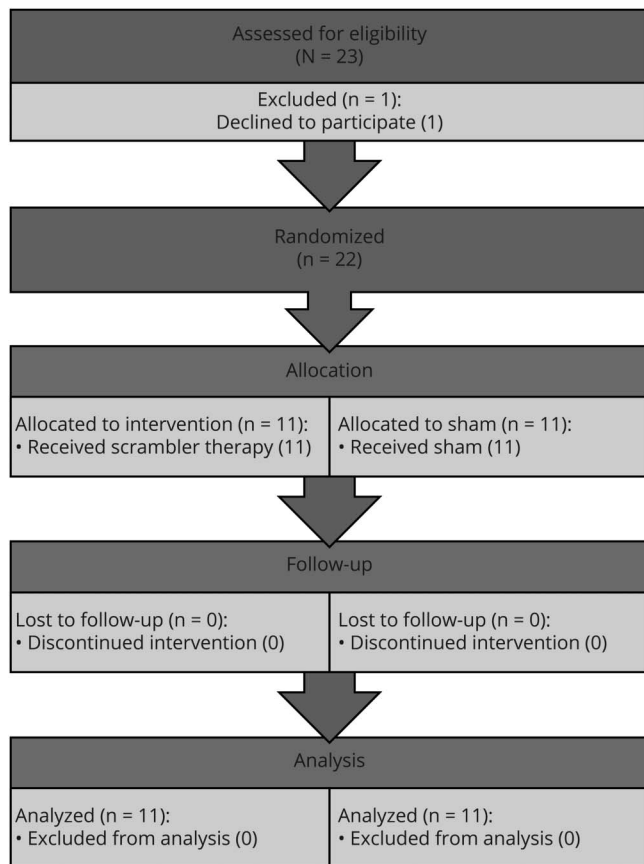 Assessed for eligibility
(N = 23)
Excluded (n = 1):
Declined to participate (1)
Randomized
(n = 22)
Allocation
Allocated to intervention (n = 11):
• Received scrambler therapy (11)
Allocated to sham (n = 11):
• Received sham (11)
Follow-up
Lost to follow-up (n = 0):
• Discontinued intervention (0)
Lost to follow-up (n = 0):
• Discontinued intervention (0)
Analysis
Analyzed (n = 11):
• Excluded from analysis (0)
Analyzed (n = 11):
• Excluded from analysis (0)